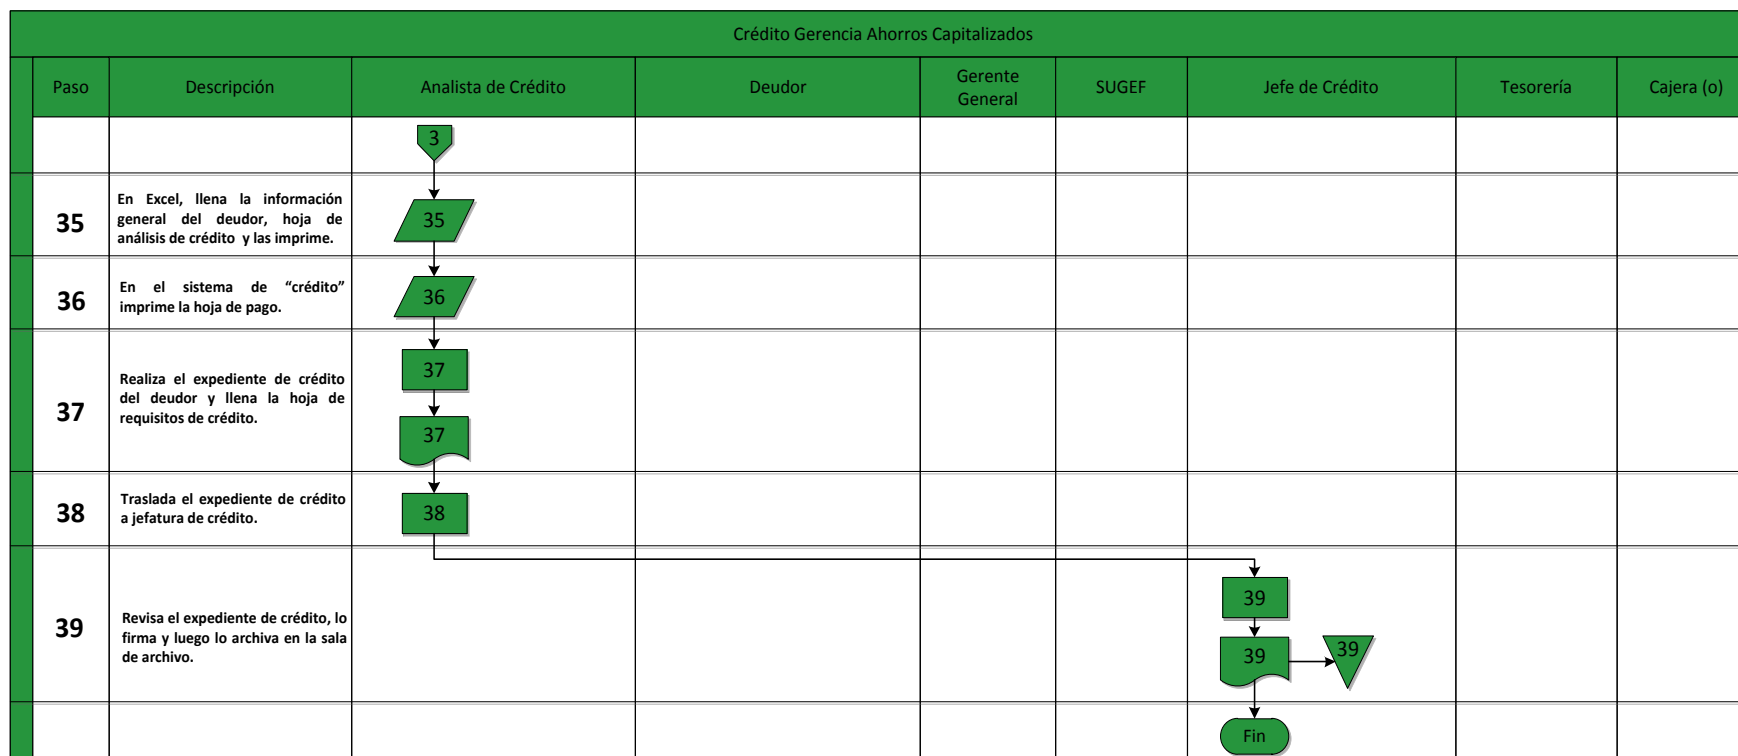 Crédito Gerencia Ahorros Capitalizados
Paso
Descripción
Analista de Crédito
Deudor
Gerente
General
SUGEF
Jefe de Crédito
Tesorería
Cajera (o)
3
35
En Excel, llena la información
general del deudor, hoja de
análisis de crédito y las imprime.
35
36
En el sistema de “crédito”
imprime la hoja de pago.
36
37
Realiza el expediente de crédito
del deudor y llena la hoja de
requisitos de crédito.
37
37
38
Traslada el expediente de crédito
a jefatura de crédito.
38
39
Revisa el expediente de crédito, lo
firma y luego lo archiva en la sala
de archivo.
39
39
39
Fin